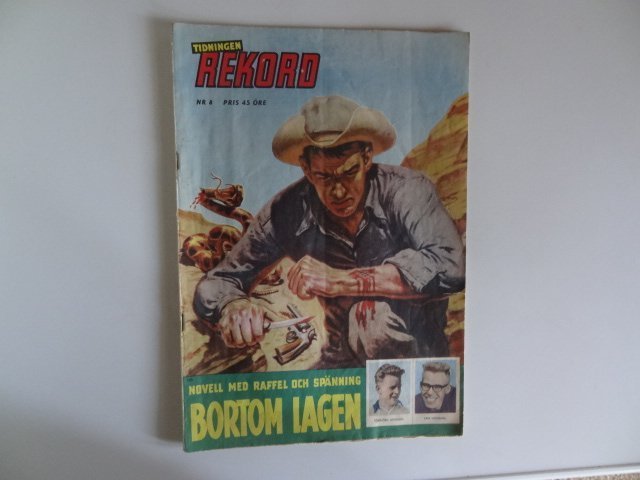 TIDNINGEN
REKORD
NR 8 PRIS 45 ÖRE
NOVELL MED RAFFEL OCH SPÄNNING
BORTOM LAGEN